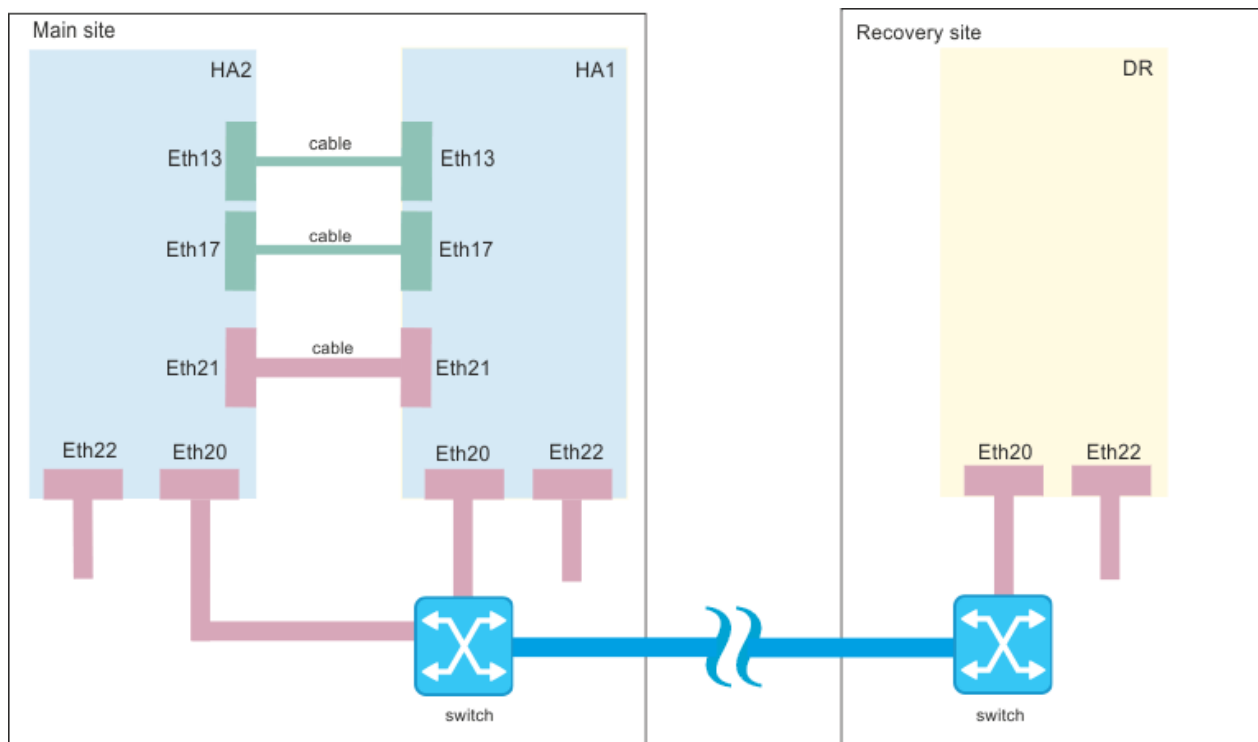 Main site
HA2
HA1
Eth13
cable
Eth13
Eth17
cable
Eth17
Eth21
cable
Eth21
Eth22
Eth20
Eth20
Eth22
switch
Recovery site
DR
Eth20
Eth22
switch